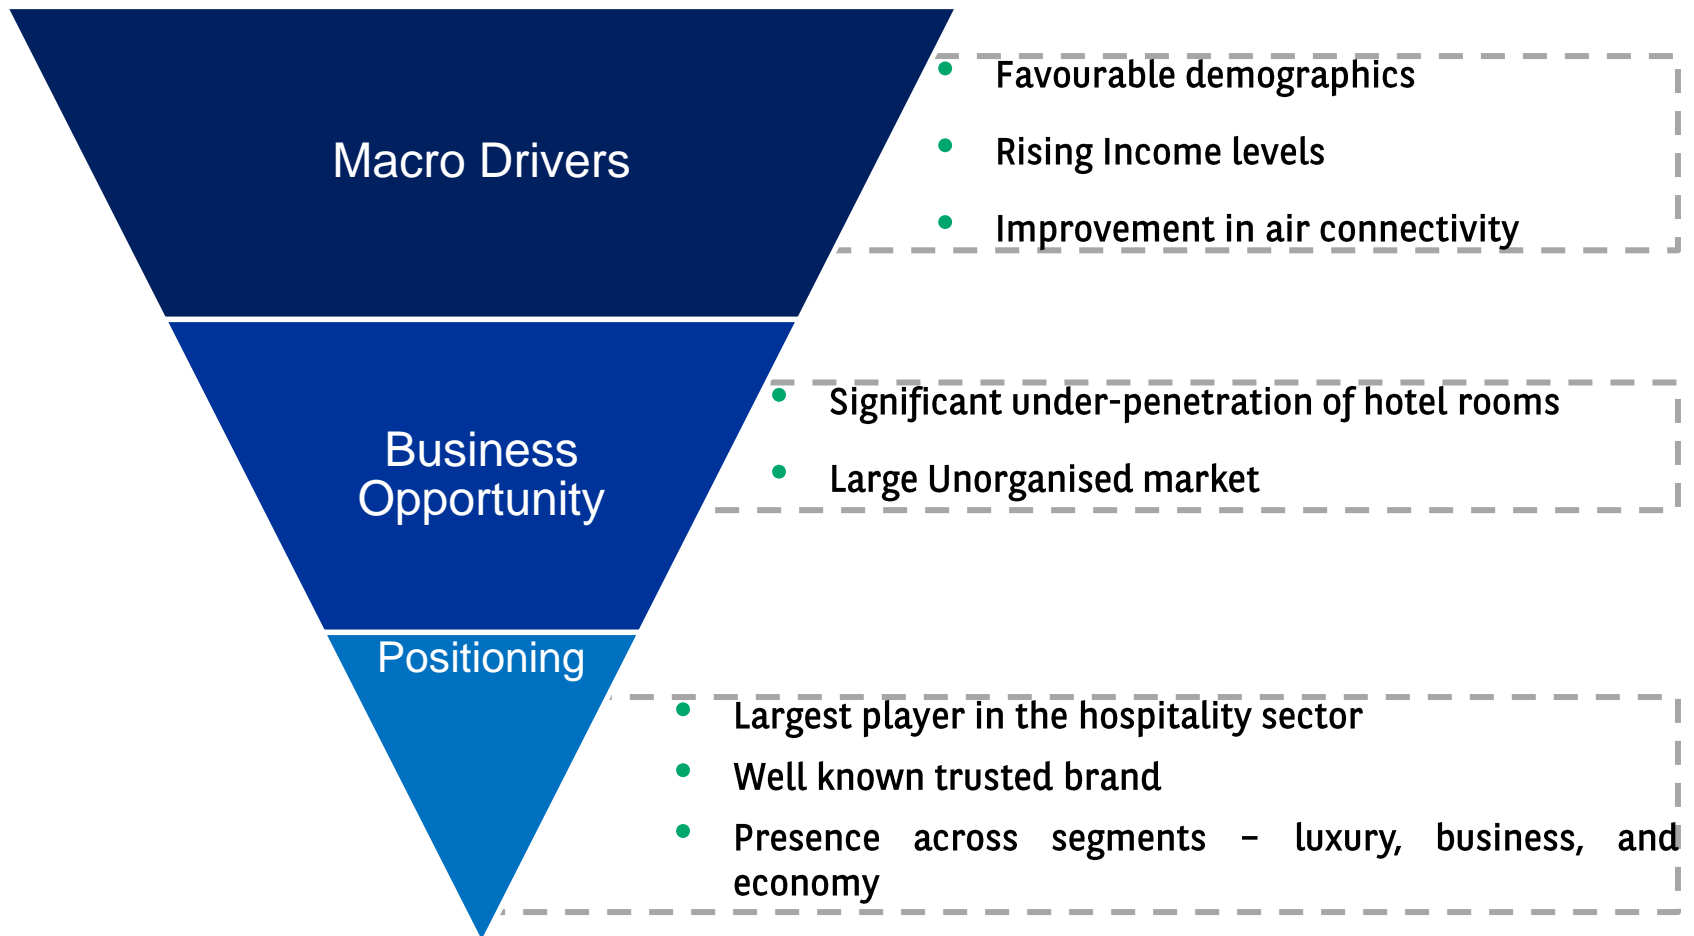 Macro Drivers
• Favourable demographics
• Rising Income levels
• Improvement in air connectivity
Business
Opportunity
• Significant under-penetration of hotel rooms
• Large Unorganised market
Positioning
• Largest player in the hospitality sector
• Well known trusted brand
• Presence across segments – luxury, business, and
economy